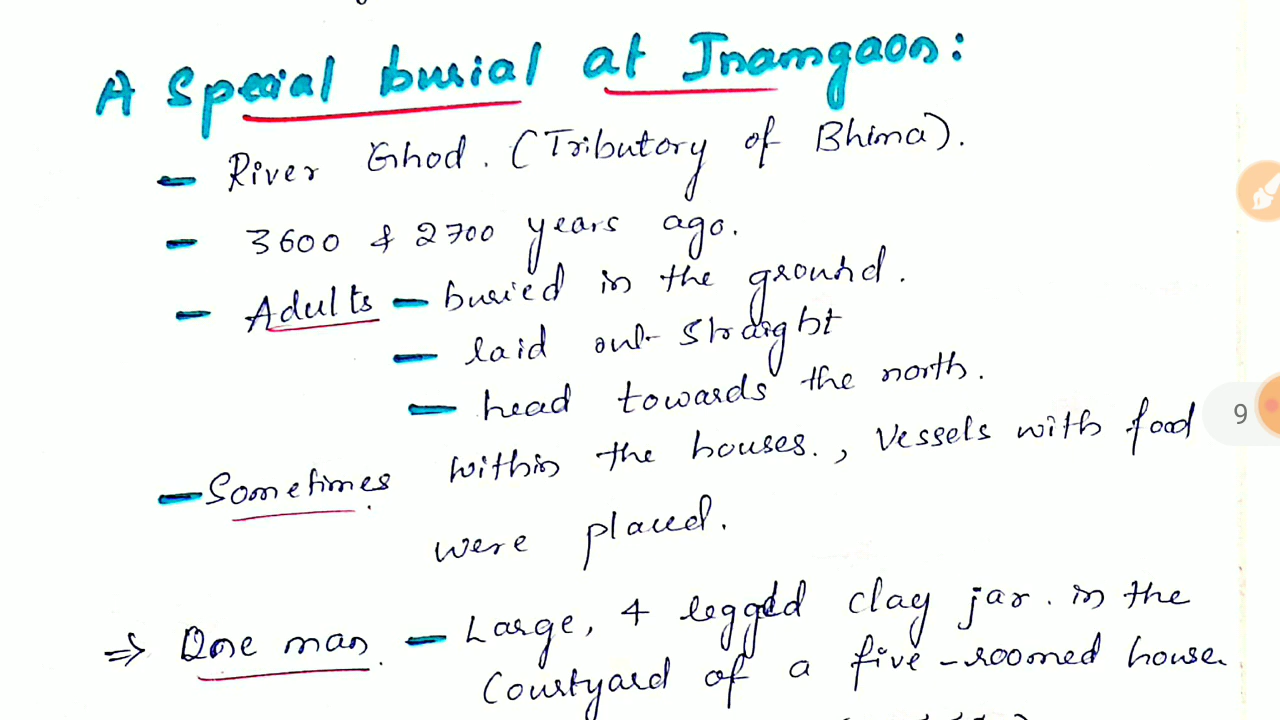 A Special burial at Inamgaon:
- River Ghod. (Tributory of Bhima).
- 3600 & 2700 years ago.
- Adults - buried in the ground.
- laid out straight
- head towards the north.
9
- Sometimes within the houses., vessels with food
were placed.
⇒ One man - Large, 4 legged clay jar. in the
Courtyard of a five-roomed house.